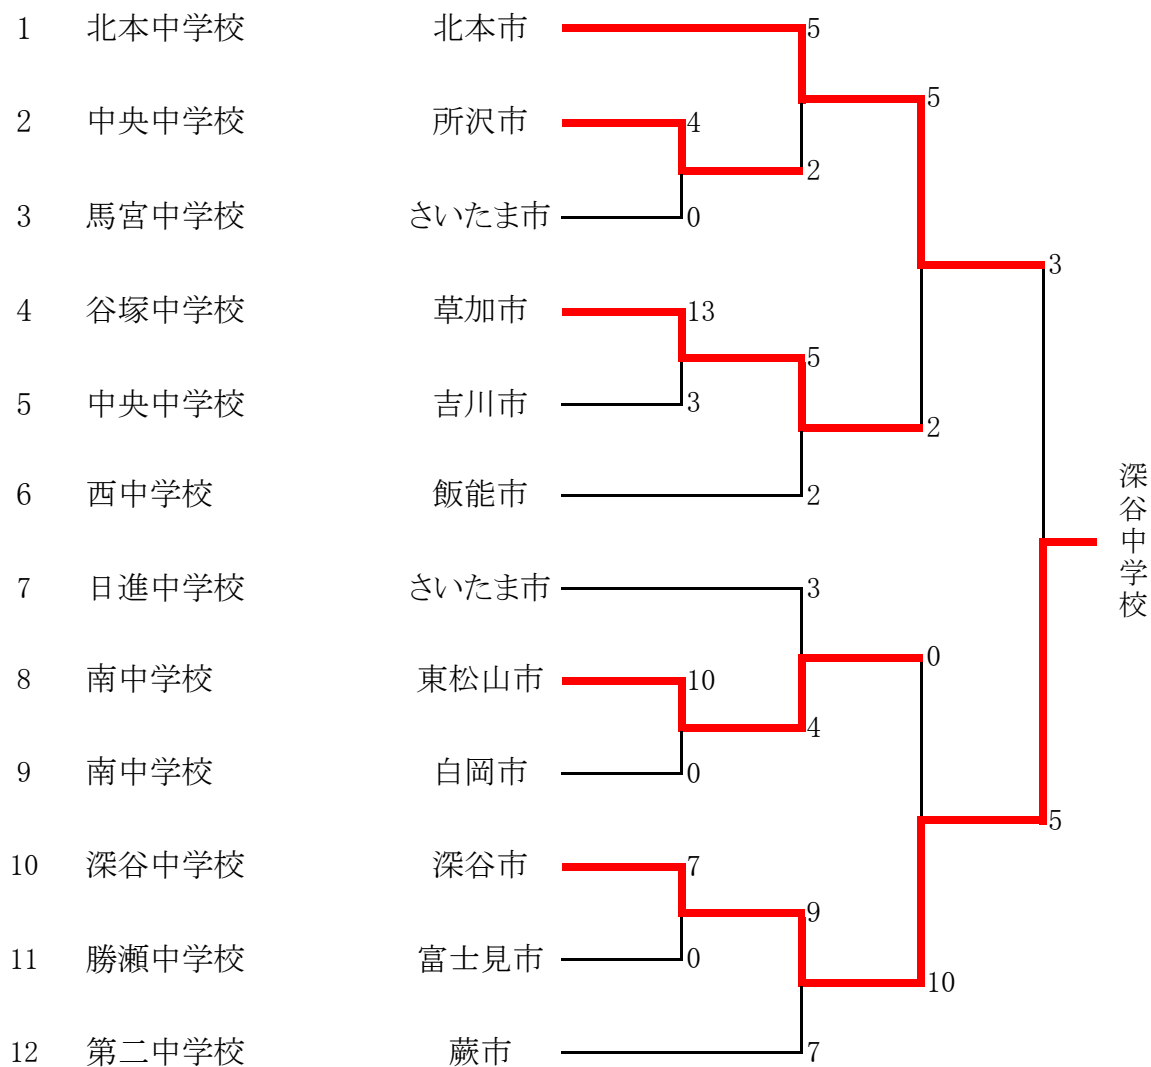 1 北本中学校 北本市 5
5
2 中央中学校 所沢市 4
2
3 馬宮中学校 さいたま市 0
3
4 谷塚中学校 草加市 13
5
5 中央中学校 吉川市 3
2
6 西中学校 飯能市 2
深谷中学校
7 日進中学校 さいたま市 3
0
8 南中学校 東松山市 10
4
9 南中学校 白岡市 0
5
10 深谷中学校 深谷市 7
9
11 勝瀬中学校 富士見市 0
10
12 第二中学校 蕨市 7